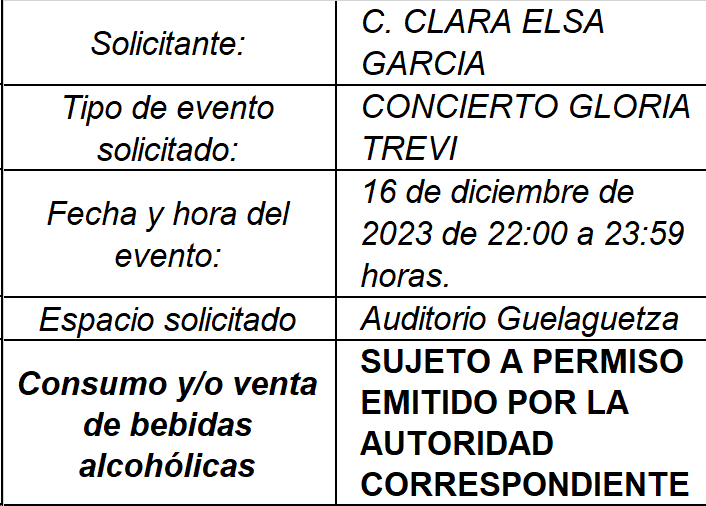 Solicitante:
C. CLARA ELSA
GARCIA
Tipo de evento
solicitado:
CONCIERTO GLORIA
TREVI
Fecha y hora del
evento:
16 de diciembre de
2023 de 22:00 a 23:59
horas.
Espacio solicitado
Auditorio Guelaguetza
Consumo y/o venta
de bebidas
alcohólicas
SUJETO A PERMISO
EMITIDO POR LA
AUTORIDAD
CORRESPONDIENTE